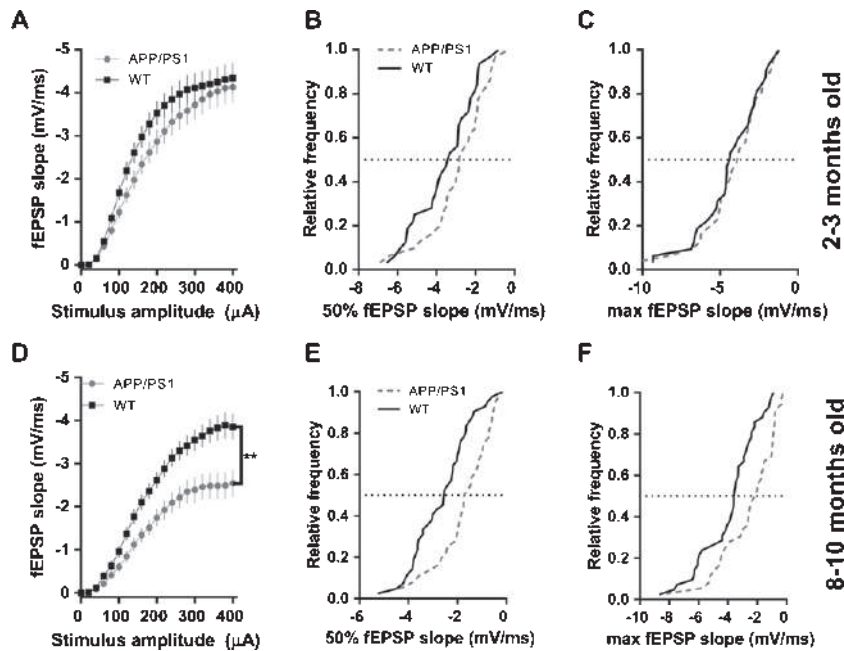 A
-5
-4
-3
-2
-1
0
fEPSP slope (mV/ms)
APP/PS1
WT
100 200 300 400
Stimulus amplitude (μA)
B
1.0
0.8
0.6
0.4
0.2
0.0
Relative frequency
APP/PS1
WT
-8 -6 -4 -2 0
50% fEPSP slope (mV/ms)
C
1.0
0.8
0.6
0.4
0.2
0.0
Relative frequency
-10 -5 0
max fEPSP slope (mV/ms)
2-3 months old
D
-5
-4
-3
-2
-1
0
fEPSP slope (mV/ms)
APP/PS1
WT
**
100 200 300 400
Stimulus amplitude (μA)
E
1.0
0.8
0.6
0.4
0.2
0.0
Relative frequency
APP/PS1
WT
-6 -4 -2 0
50% fEPSP slope (mV/ms)
F
1.0
0.8
0.6
0.4
0.2
0.0
Relative frequency
-10 -8 -6 -4 -2 0
max fEPSP slope (mV/ms)
8-10 months old